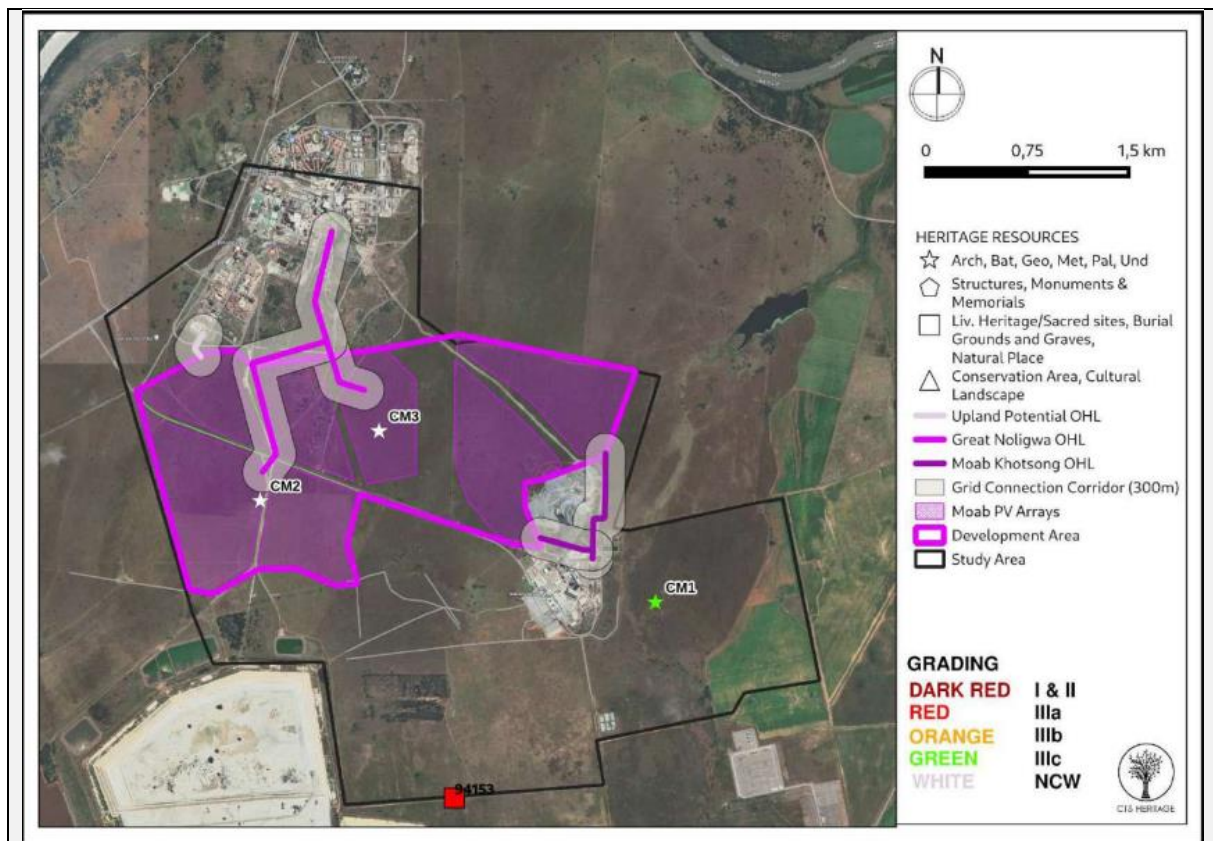 N
0 0,75 1,5 km
HERITAGE RESOURCES
Arch, Bat, Geo, Met, Pal, Und
Structures, Monuments &
Memorials
Liv. Heritage/Sacred sites, Burial
Grounds and Graves,
Natural Place
Conservation Area, Cultural
Landscape
Upland Potential OHL
Great Noligwa OHL
Moab Khotsong OHL
Grid Connection Corridor (300m)
Moab PV Arrays
Development Area
Study Area
GRADING
DARK RED I & II
RED IIIa
ORANGE IIIb
GREEN IIIc
WHITE NCW
CTS HERITAGE
CM3
CM2
CM1
94153